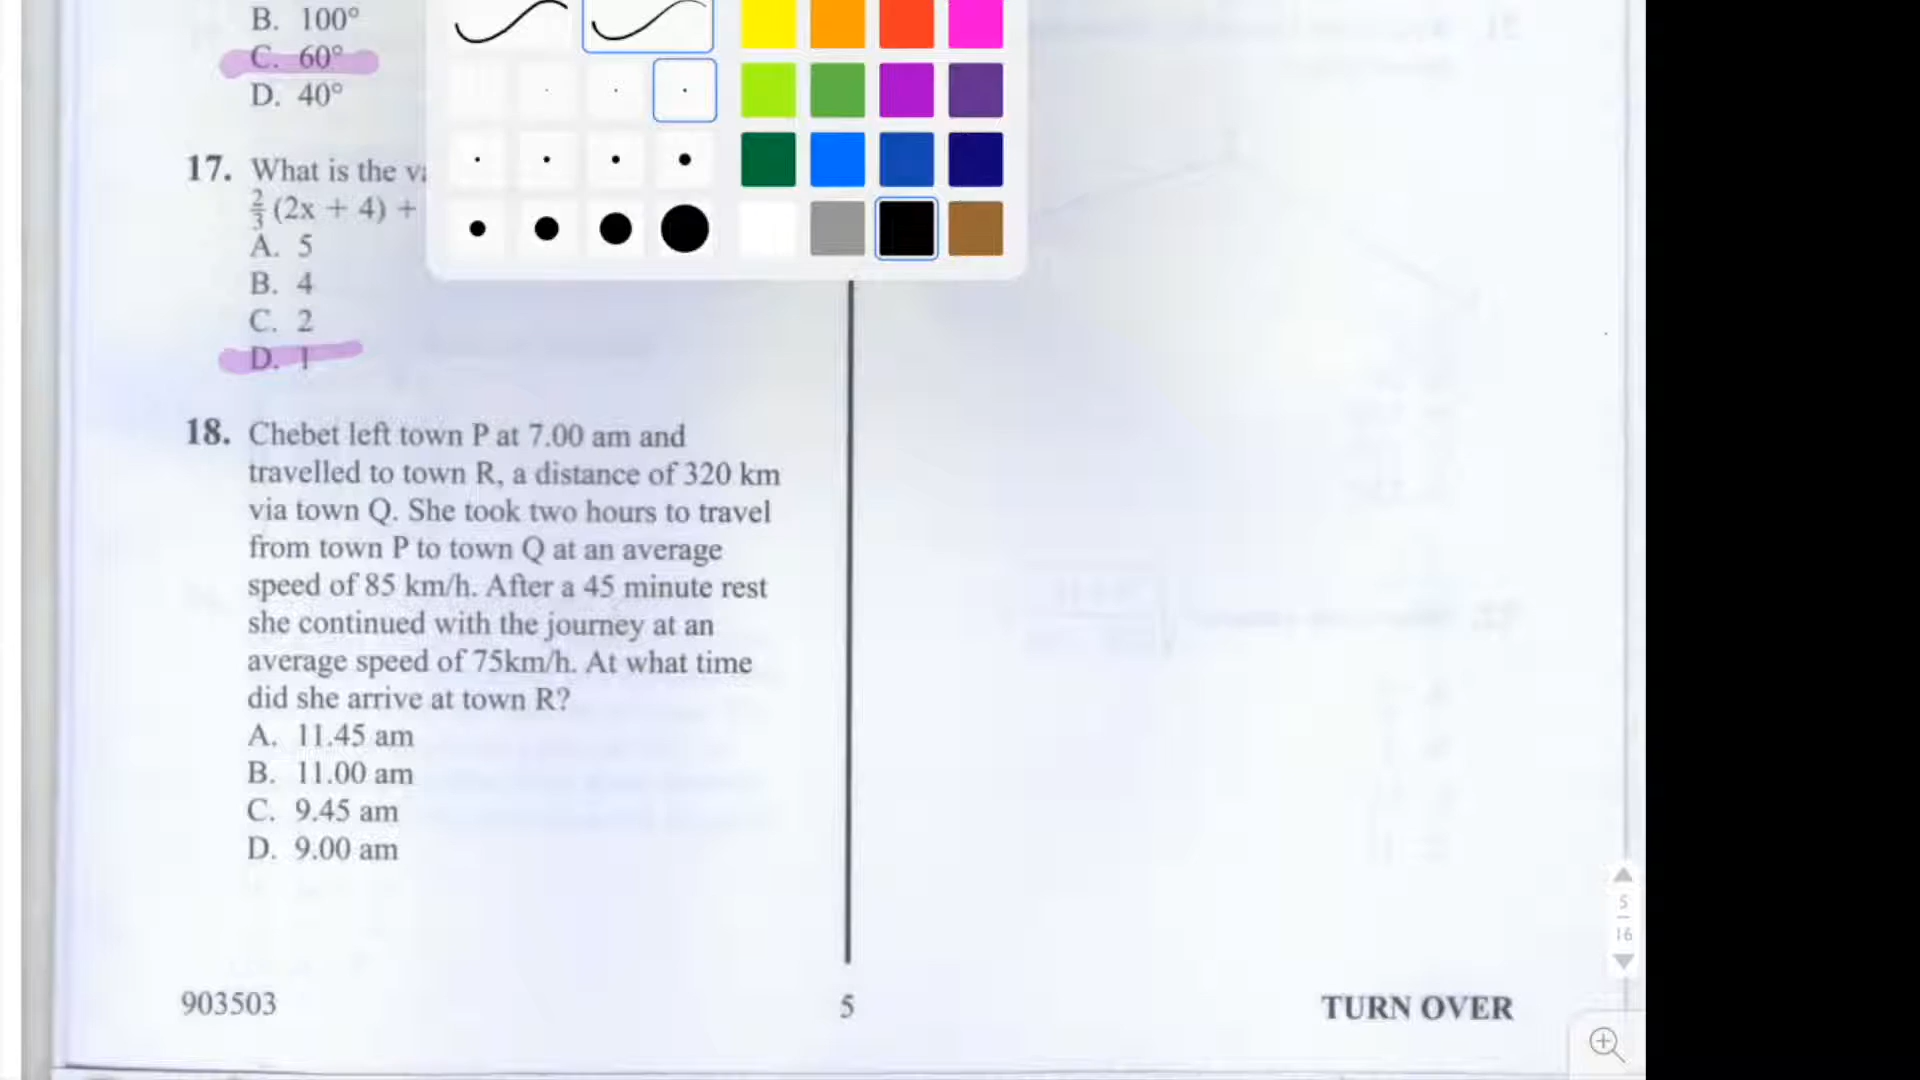 B. 100°
C. 60°
D. 40°
17. What is the
2/3 (2x + 4) +
A. 5
B. 4
C. 2
D. 1
18. Chebet left town P at 7.00 am and
travelled to town R, a distance of 320 km
via town Q. She took two hours to travel
from town P to town Q at an average
speed of 85 km/h. After a 45 minute rest
she continued with the journey at an
average speed of 75km/h. At what time
did she arrive at town R?
A. 11.45 am
B. 11.00 am
C. 9.45 am
D. 9.00 am
903503
5
TURN OVER
5
16